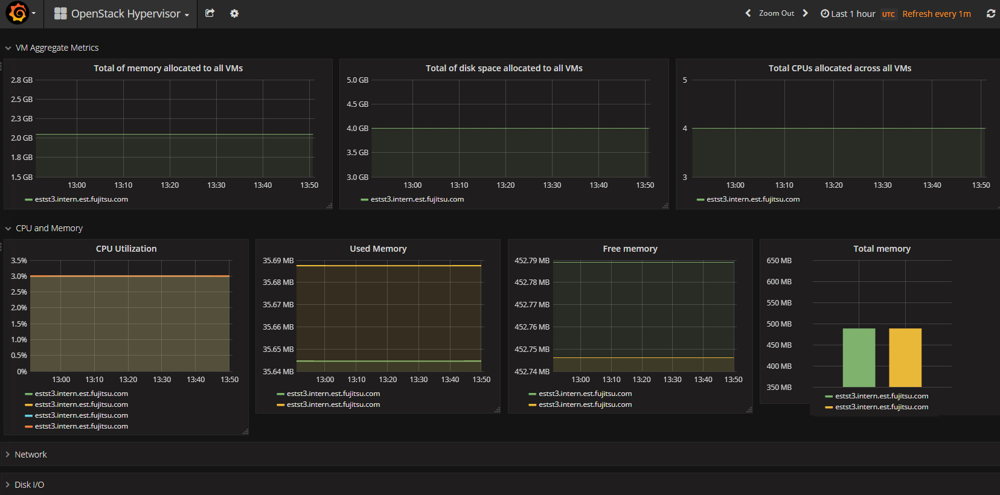 OpenStack Hypervisor
Zoom Out
Last 1 hour UTC Refresh every 1m
VM Aggregate Metrics
Total of memory allocated to all VMs
2.8 GB
2.5 GB
2.3 GB
2.0 GB
1.8 GB
1.5 GB
13:00 13:10 13:20 13:30 13:40 13:50
estst3.intern.est.fujitsu.com
Total of disk space allocated to all VMs
5.0 GB
4.5 GB
4.0 GB
3.5 GB
3.0 GB
13:00 13:10 13:20 13:30 13:40 13:50
estst3.intern.est.fujitsu.com
Total CPUs allocated across all VMs
5
4
3
13:00 13:10 13:20 13:30 13:40 13:50
estst3.intern.est.fujitsu.com
CPU and Memory
CPU Utilization
3.5%
3.0%
2.5%
2.0%
1.5%
1.0%
0.5%
0%
13:00 13:10 13:20 13:30 13:40 13:50
estst3.intern.est.fujitsu.com
estst3.intern.est.fujitsu.com
estst3.intern.est.fujitsu.com
estst3.intern.est.fujitsu.com
Used Memory
35.69 MB
35.68 MB
35.67 MB
35.66 MB
35.65 MB
35.64 MB
13:00 13:10 13:20 13:30 13:40 13:50
estst3.intern.est.fujitsu.com
estst3.intern.est.fujitsu.com
Free memory
452.79 MB
452.78 MB
452.77 MB
452.76 MB
452.75 MB
452.74 MB
13:00 13:10 13:20 13:30 13:40 13:50
estst3.intern.est.fujitsu.com
estst3.intern.est.fujitsu.com
Total memory
650 MB
600 MB
550 MB
500 MB
450 MB
400 MB
350 MB
estst3.intern.est.fujitsu.com
estst3.intern.est.fujitsu.com
Network
Disk I/O